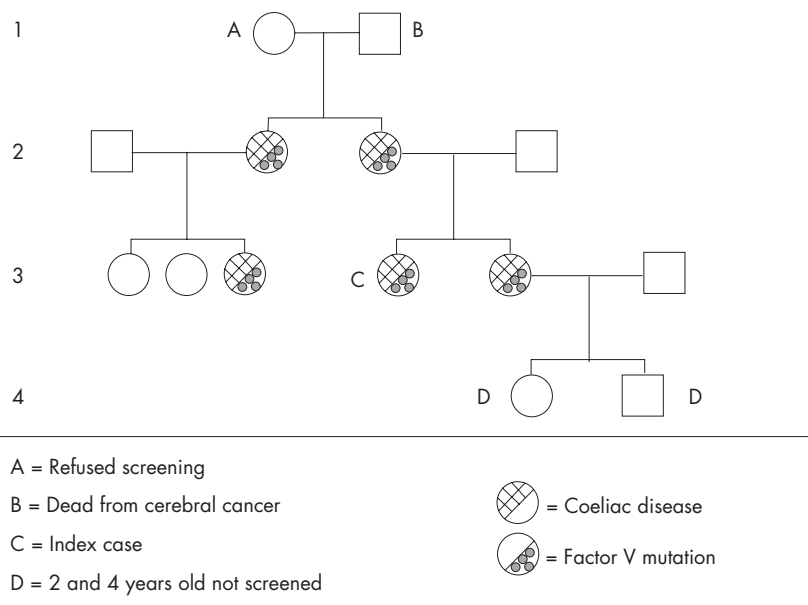 1
A
B
2
3
C
4
D
D
A = Refused screening
B = Dead from cerebral cancer
C = Index case
D = 2 and 4 years old not screened
= Coeliac disease
= Factor V mutation